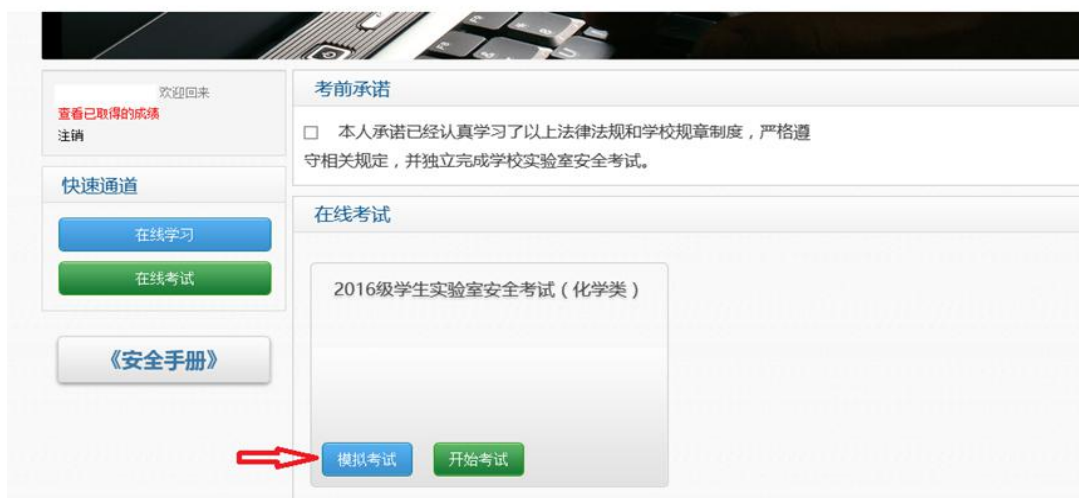 欢迎回来
查看已取得的成绩
注销
快速通道
在线学习
在线考试
《安全手册》
考前承诺
□ 本人承诺已经认真学习了以上法律法规和学校规章制度，严格遵
守相关规定，并独立完成学校实验室安全考试。
在线考试
2016级学生实验室安全考试（化学类）
模拟考试
开始考试